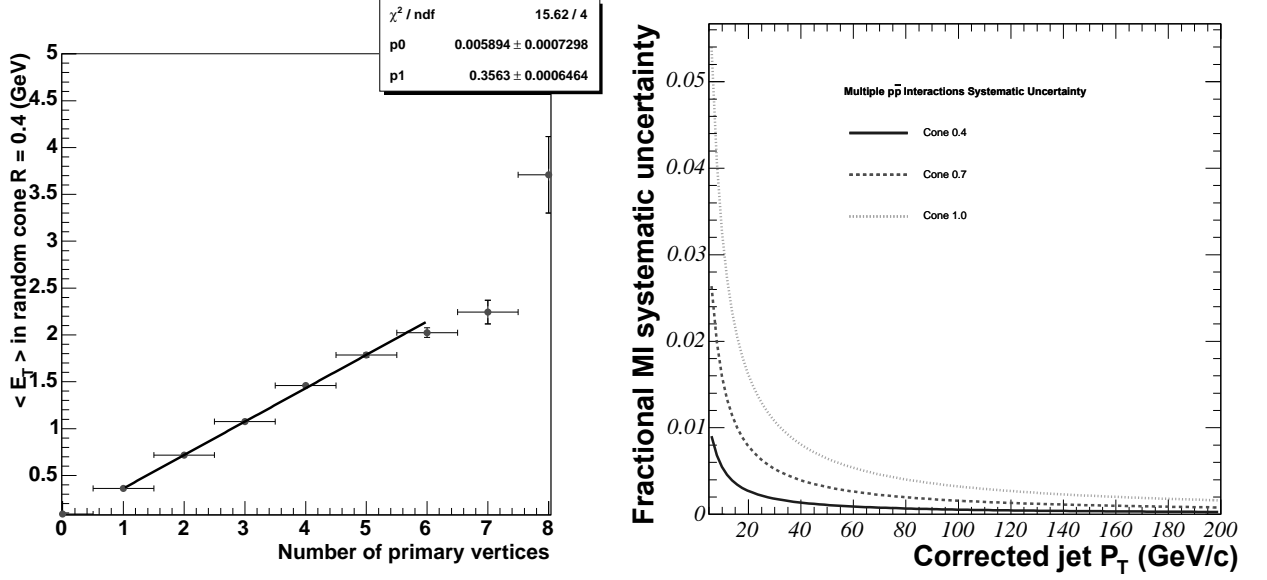 χ² / ndf 15.62 / 4
p0 0.005894 ± 0.0007298
p1 0.3563 ± 0.0006464
< E_T > in random cone R = 0.4 (GeV)
5
4.5
4
3.5
3
2.5
2
1.5
1
0.5
0 1 2 3 4 5 6 7 8
Number of primary vertices
Fractional MI systematic uncertainty
0.05
0.04
0.03
0.02
0.01
0
Multiple pp̅ Interactions Systematic Uncertainty
Cone 0.4
Cone 0.7
Cone 1.0
20 40 60 80 100 120 140 160 180 200
Corrected jet P_T (GeV/c)